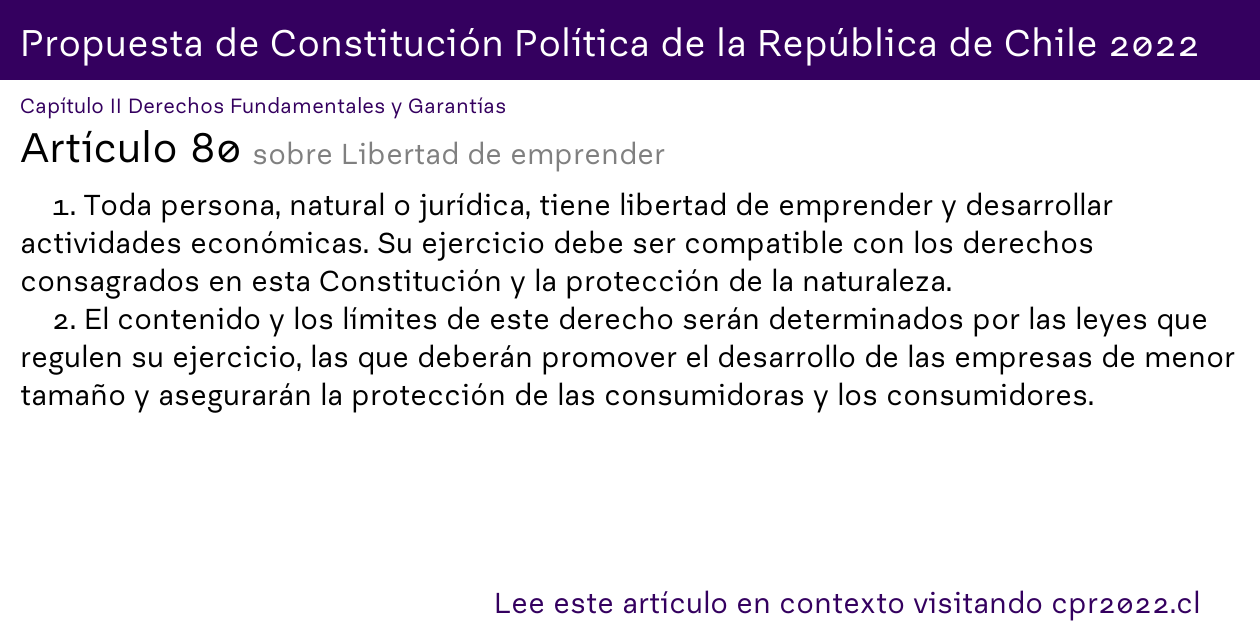 Propuesta de Constitución Política de la República de Chile 2022
Capítulo II Derechos Fundamentales y Garantías
Artículo 80 sobre Libertad de emprender
1. Toda persona, natural o jurídica, tiene libertad de emprender y desarrollar
actividades económicas. Su ejercicio debe ser compatible con los derechos
consagrados en esta Constitución y la protección de la naturaleza.
2. El contenido y los límites de este derecho serán determinados por las leyes que
regulen su ejercicio, las que deberán promover el desarrollo de las empresas de menor
tamaño y asegurarán la protección de las consumidoras y los consumidores.
Lee este artículo en contexto visitando cpr2022.cl